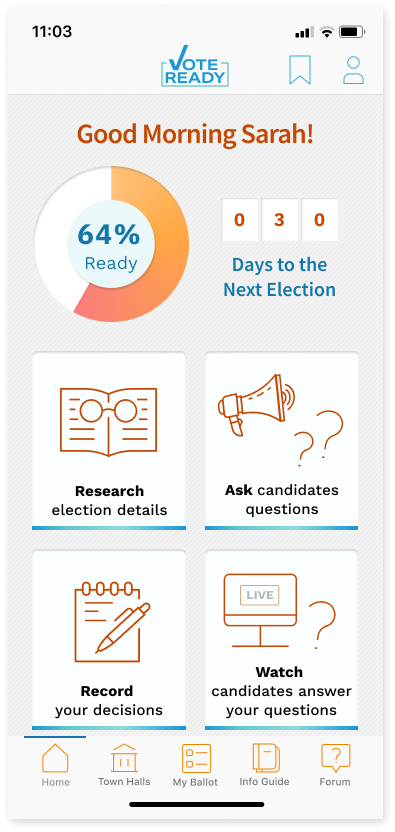 11:03
VOTE
READY
Good Morning Sarah!
64%
Ready
0 3 0
Days to the
Next Election
Research
election details
Ask candidates
questions
?
?
Record
your decisions
LIVE
?
Watch
candidates answer
your questions
Home
Town Halls
My Ballot
Info Guide
?
Forum